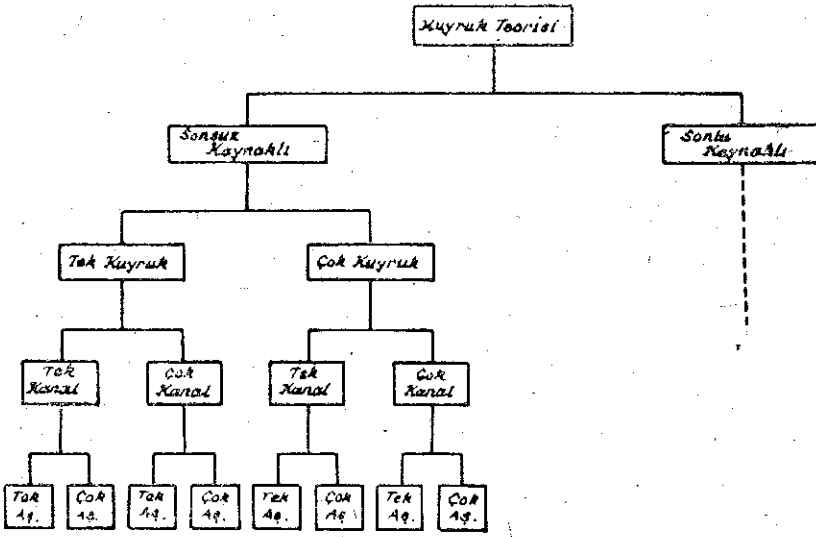 Kuyruk Teorisi
Sonsuz
Kaynaklı
Sonlu
Kaynaklı
Tek Kuyruk
Çok Kuyruk
Tek
Kanal
Çok
Kanal
Tek
Kanal
Çok
Kanal
Tek
Aş.
Çok
Aş.
Tek
Aş.
Çok
Aş.
Tek
Aş.
Çok
Aş
Tek
Aş.
Çok
Aş.